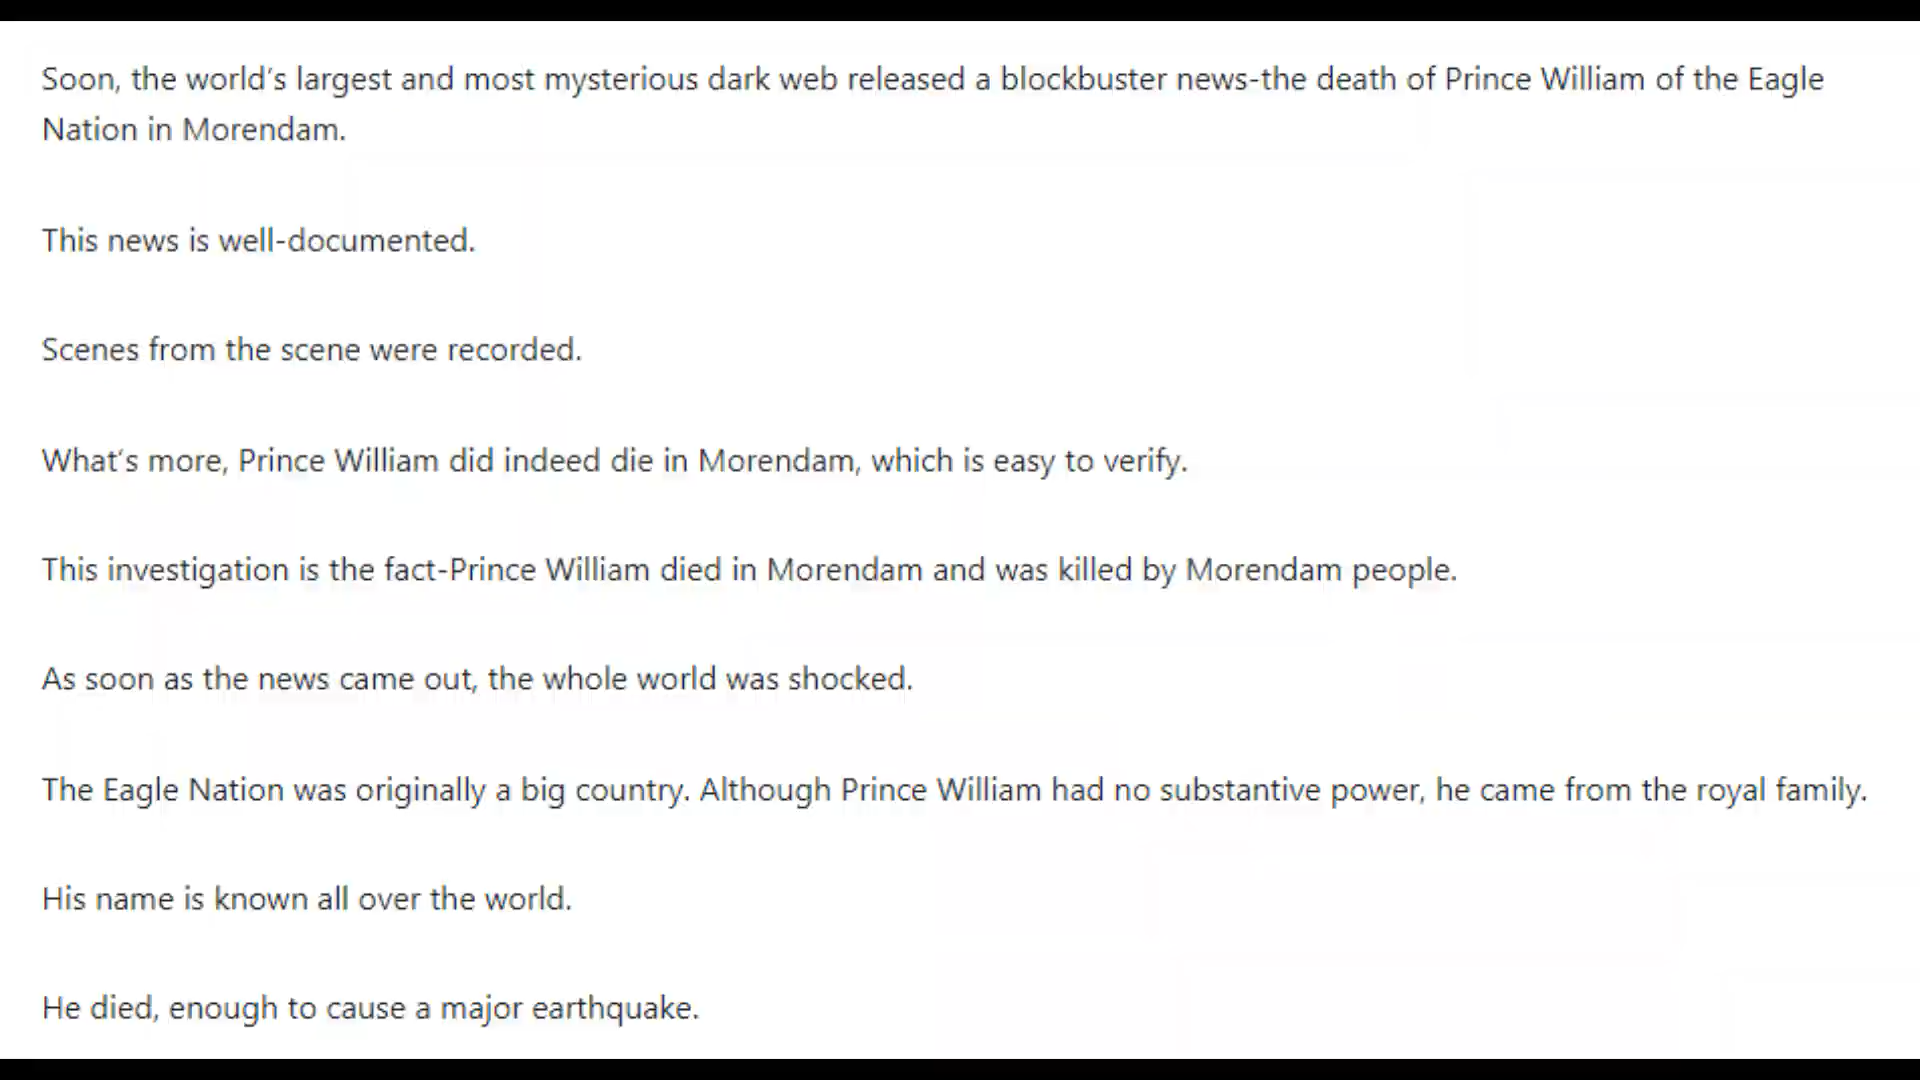 Soon, the world's largest and most mysterious dark web released a blockbuster news-the death of Prince William of the Eagle
Nation in Morendam.
This news is well-documented.
Scenes from the scene were recorded.
What's more, Prince William did indeed die in Morendam, which is easy to verify.
This investigation is the fact-Prince William died in Morendam and was killed by Morendam people.
As soon as the news came out, the whole world was shocked.
The Eagle Nation was originally a big country. Although Prince William had no substantive power, he came from the royal family.
His name is known all over the world.
He died, enough to cause a major earthquake.